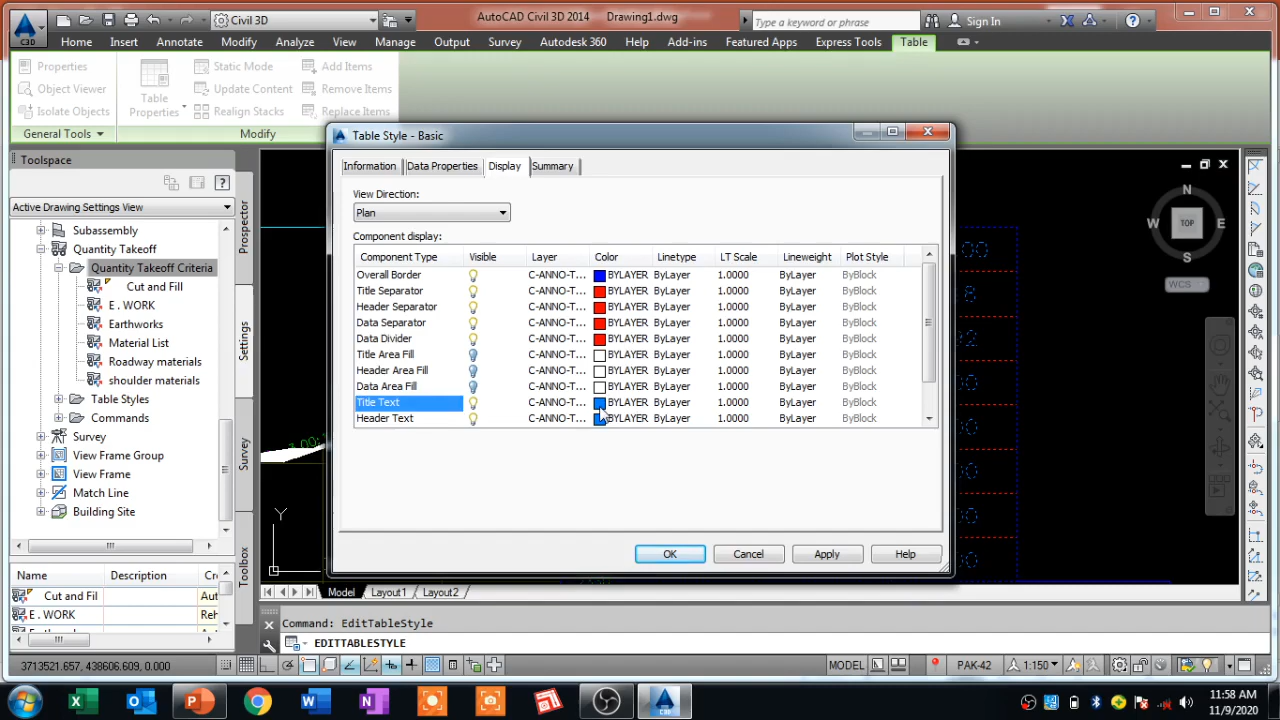 Civil 3D
AutoCAD Civil 3D 2014 Drawing1.dwg
Type a keyword or phrase
Sign In
C3D
Home Insert Annotate Modify Analyze View Manage Output Survey Autodesk 360 Help Add-ins Featured Apps Express Tools Table
Properties
Object Viewer
Isolate Objects
General Tools
Table Properties
Static Mode
Update Content
Realign Stacks
Add Items
Remove Items
Replace Items
Modify
Toolspace
Active Drawing Settings View
Subassembly
Quantity Takeoff
Quantity Takeoff Criteria
Cut and Fill
E . WORK
Earthworks
Material List
Roadway materials
shoulder materials
Table Styles
Commands
Survey
View Frame Group
View Frame
Match Line
Building Site
Name Description
Cut and Fil Aut
E . WORK Reh
Prospector
Settings
Survey
Toolbox
Table Style - Basic
Information Data Properties Display Summary
View Direction:
Plan
Component display:
Component Type Visible Layer Color Linetype LT Scale Lineweight Plot Style
Overall Border C-ANNO-T... BYLAYER ByLayer 1.0000 ByLayer ByBlock
Title Separator C-ANNO-T... BYLAYER ByLayer 1.0000 ByLayer ByBlock
Header Separator C-ANNO-T... BYLAYER ByLayer 1.0000 ByLayer ByBlock
Data Separator C-ANNO-T... BYLAYER ByLayer 1.0000 ByLayer ByBlock
Data Divider C-ANNO-T... BYLAYER ByLayer 1.0000 ByLayer ByBlock
Title Area Fill C-ANNO-T... BYLAYER ByLayer 1.0000 ByLayer ByBlock
Header Area Fill C-ANNO-T... BYLAYER ByLayer 1.0000 ByLayer ByBlock
Data Area Fill C-ANNO-T... BYLAYER ByLayer 1.0000 ByLayer ByBlock
Title Text C-ANNO-T... BYLAYER ByLayer 1.0000 ByLayer ByBlock
Header Text C-ANNO-T... BYLAYER ByLayer 1.0000 ByLayer ByBlock
OK Cancel Apply Help
N
W TOP E
S
WCS
Y
Model Layout1 Layout2
Command: EditTableStyle
EDITTABLESTYLE
3713521.657, 438606.609, 0.000
MODEL
PAK-42
1:150
11:58 AM
11/9/2020